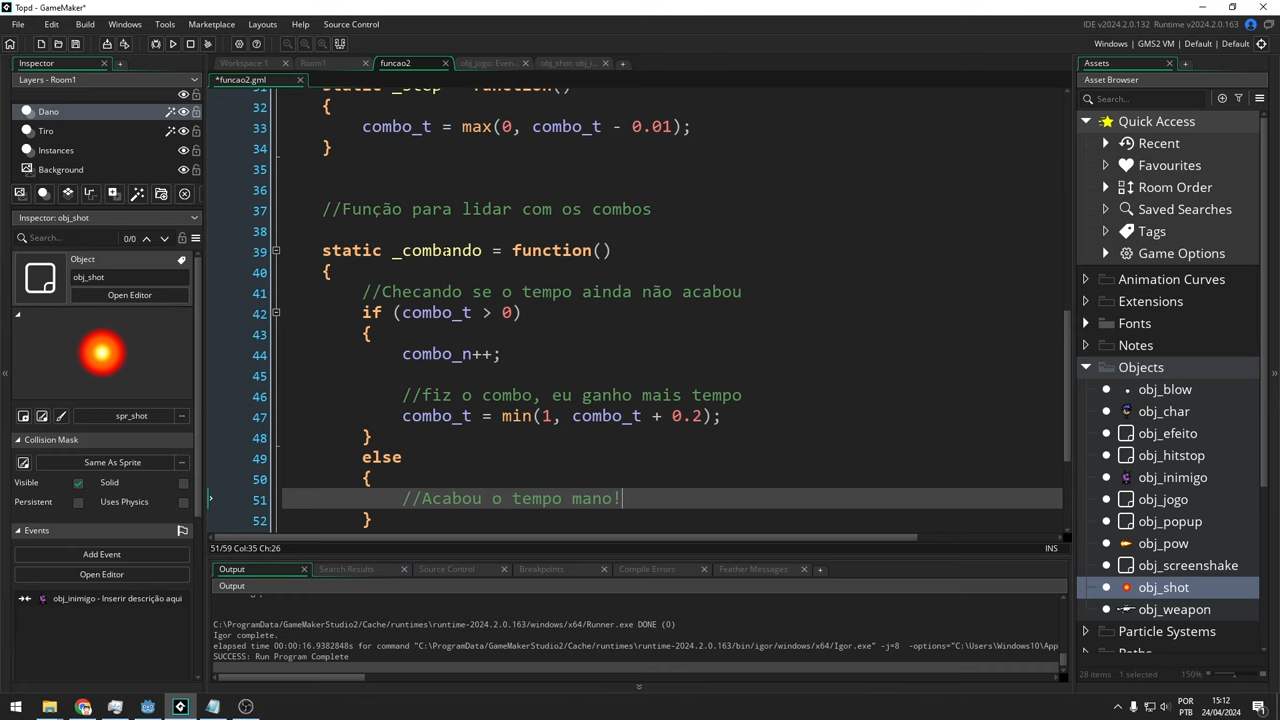 Topd - GameMaker*
File Edit Build Windows Tools Marketplace Layouts Help Source Control
IDE v2024.2.0.132 Runtime v2024.2.0.163
Windows | GMS2 VM | Default | Default
Inspector
Workspace 1
Room1
funcao2
obj_jogo: Even...
obj_shot: obj_i...
Assets
Layers - Room1
*funcao2.gml
Asset Browser
Search...
Dano
Tiro
Instances
Background
Inspector: obj_shot
Search...
0/0
Object
obj_shot
Open Editor
spr_shot
Collision Mask
Same As Sprite
Visible
Solid
Persistent
Uses Physics
Events
Add Event
Open Editor
obj_inimigo - Inserir descrição aqui
31 static _step = function()
32 {
33 combo_t = max(0, combo_t - 0.01);
34 }
35
36
37 //Função para lidar com os combos
38
39 static _combando = function()
40 {
41 //Checando se o tempo ainda não acabou
42 if (combo_t > 0)
43 {
44 combo_n++;
45
46 //fiz o combo, eu ganho mais tempo
47 combo_t = min(1, combo_t + 0.2);
48 }
49 else
50 {
51 //Acabou o tempo mano!
52 }
51/59 Col:35 Ch:26
INS
Output
Search Results
Source Control
Breakpoints
Compile Errors
Feather Messages
Output
C:\ProgramData/GameMakerStudio2/Cache/runtimes\runtime-2024.2.0.163/windows/x64/Runner.exe DONE (0)
Igor complete.
elapsed time 00:00:16.9382848s for command "C:\ProgramData/GameMakerStudio2/Cache/runtimes\runtime-2024.2.0.163/bin/igor/windows/x64/Igor.exe" -j=8 -options="C:\Users\Windows10\App
SUCCESS: Run Program Complete
Quick Access
Recent
Favourites
Room Order
Saved Searches
Tags
Game Options
Animation Curves
Extensions
Fonts
Notes
Objects
obj_blow
obj_char
obj_efeito
obj_hitstop
obj_inimigo
obj_jogo
obj_popup
obj_pow
obj_screenshake
obj_shot
obj_weapon
Particle Systems
Paths
28 items
1 selected
150%
POR
PTB
15:12
24/04/2024
1